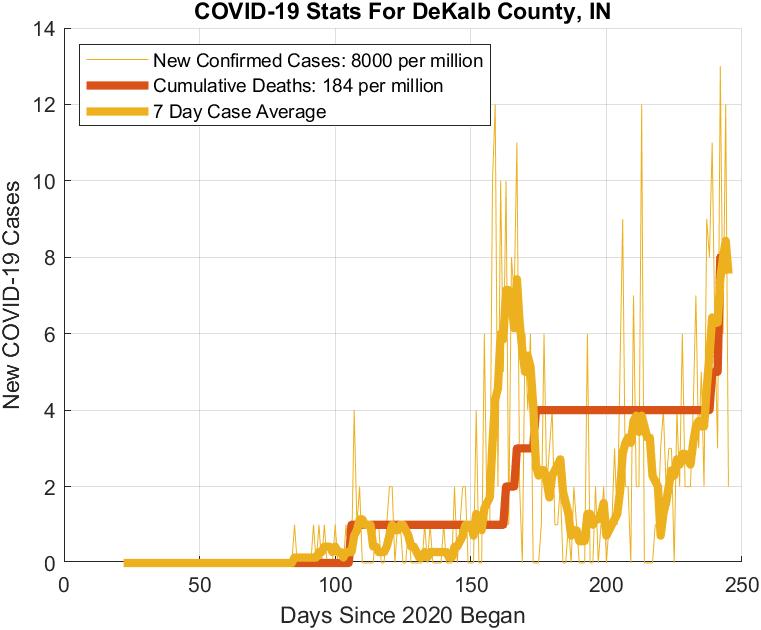 COVID-19 Stats For DeKalb County, IN
14
New Confirmed Cases: 8000 per million
Cumulative Deaths: 184 per million
7 Day Case Average
12
10
8
6
4
2
0
New COVID-19 Cases
0 50 100 150 200 250
Days Since 2020 Began